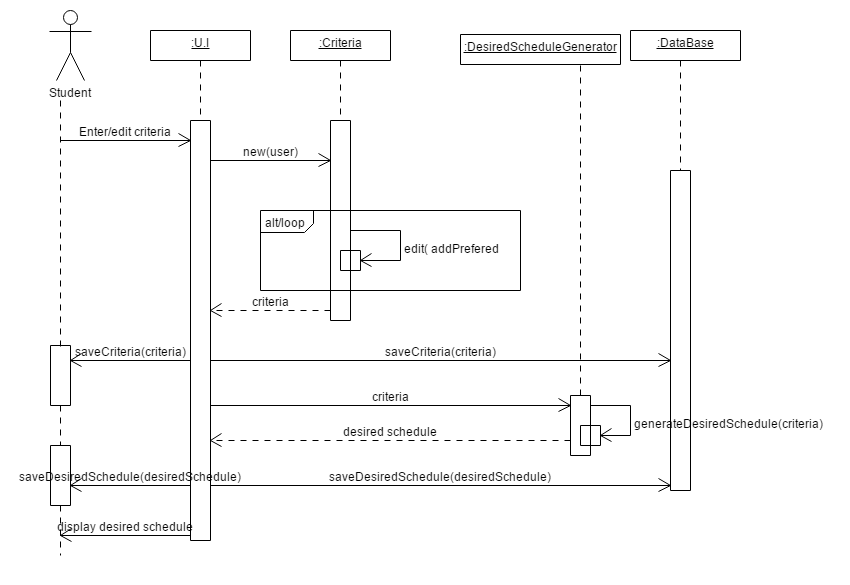 :U.I
:Criteria
:DesiredScheduleGenerator
:DataBase
Student
Enter/edit criteria
new(user)
alt/loop
edit( addPrefered
criteria
saveCriteria(criteria)
saveCriteria(criteria)
criteria
generateDesiredSchedule(criteria)
desired schedule
saveDesiredSchedule(desiredSchedule)
saveDesiredSchedule(desiredSchedule)
display desired schedule